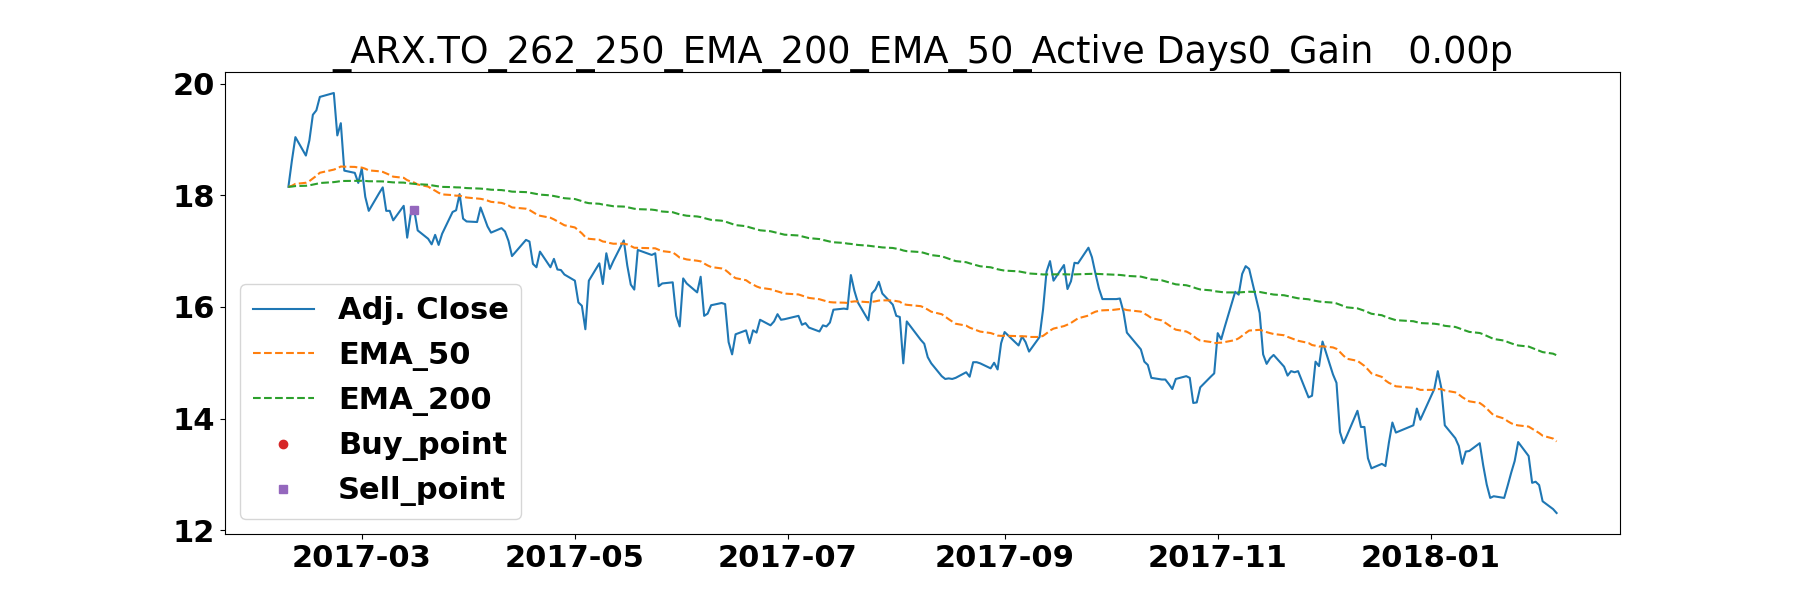 _ARX.TO_262_250_EMA_200_EMA_50_Active Days0_Gain   0.00p
20
18
16
14
12
Adj. Close
EMA_50
EMA_200
Buy_point
Sell_point
2017-03 2017-05 2017-07 2017-09 2017-11 2018-01